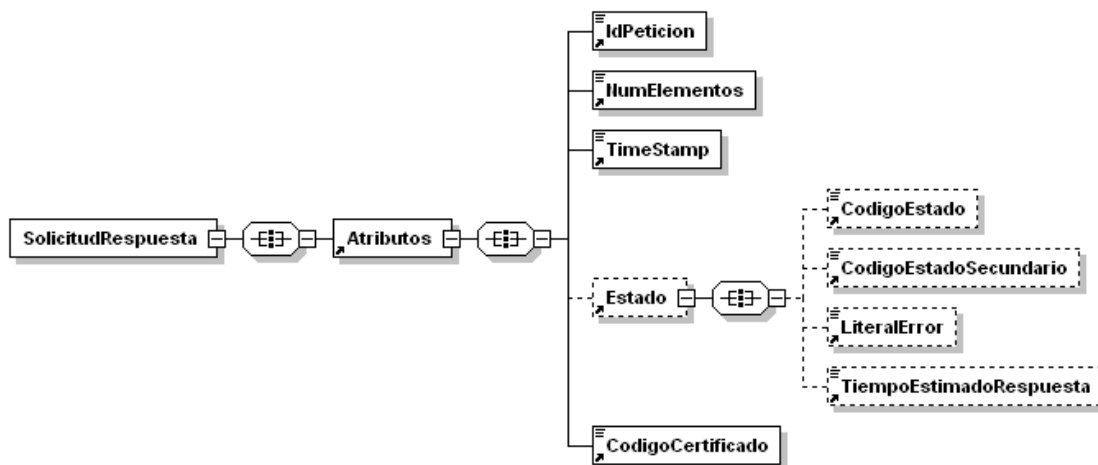 IdPeticion
NumElementos
TimeStamp
SolicitudRespuesta
Atributos
Estado
CodigoEstado
CodigoEstadoSecundario
LiteralError
TiempoEstimadoRespuesta
CodigoCertificado